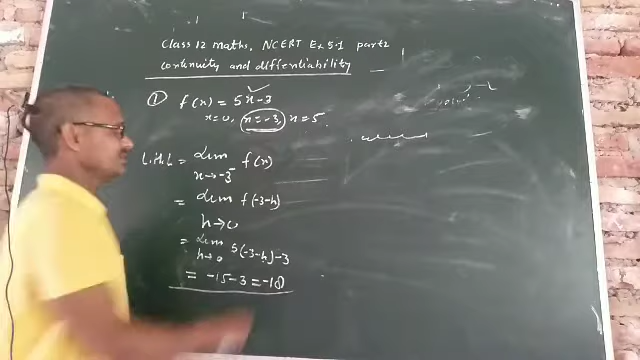 Class 12 maths, NCERT Ex 5.1 part 2
continuity and differentiability
① f(x) = 5x-3
x=0, x=-3, x=5.
L.H.L = Lim f(x)
x→-3⁻
= Lim f(-3-h)
h→0
= Lim 5(-3-h)-3
h→0
= -15-3 = -18